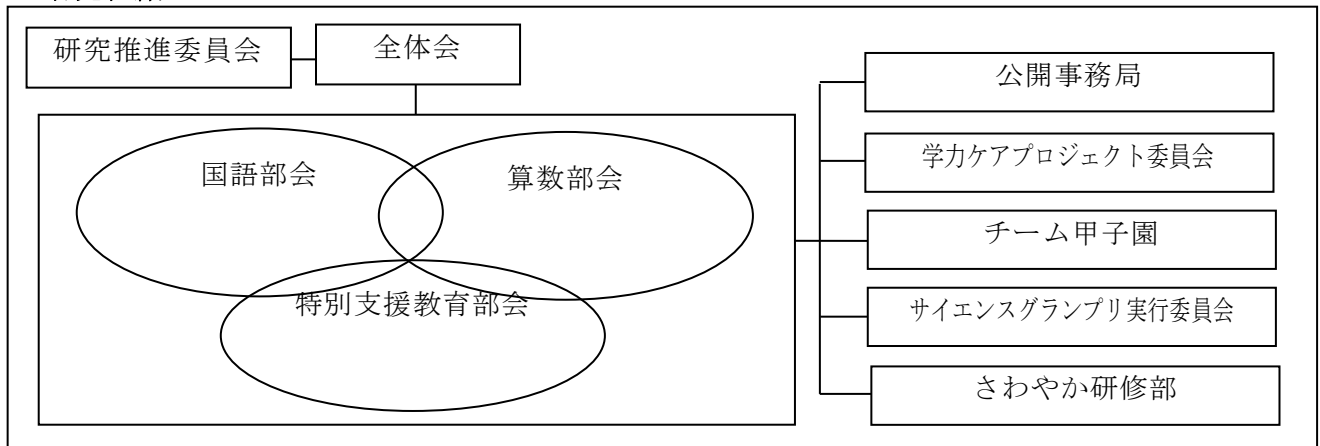 研究推進委員会
全体会
国語部会
算数部会
特別支援教育部会
公開事務局
学力ケアプロジェクト委員会
チーム甲子園
サイエンスグランプリ実行委員会
さわやか研修部